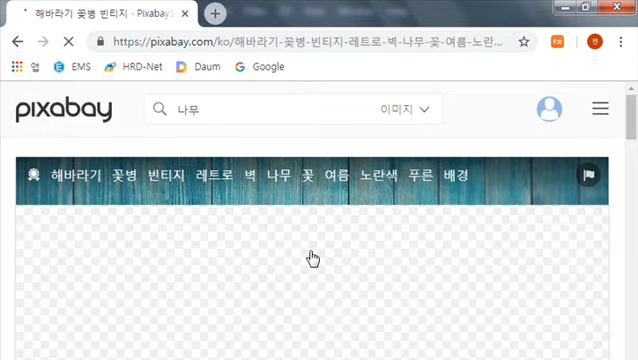 해바라기 꽃병 빈티지 · Pixabay의
https://pixabay.com/ko/해바라기-꽃병-빈티지-레트로-벽-나무-꽃-여름-노란...
앱 EMS HRD-Net Daum Google
pixabay 나무 이미지
해바라기 꽃병 빈티지 레트로 벽 나무 꽃 여름 노란색 푸른 배경